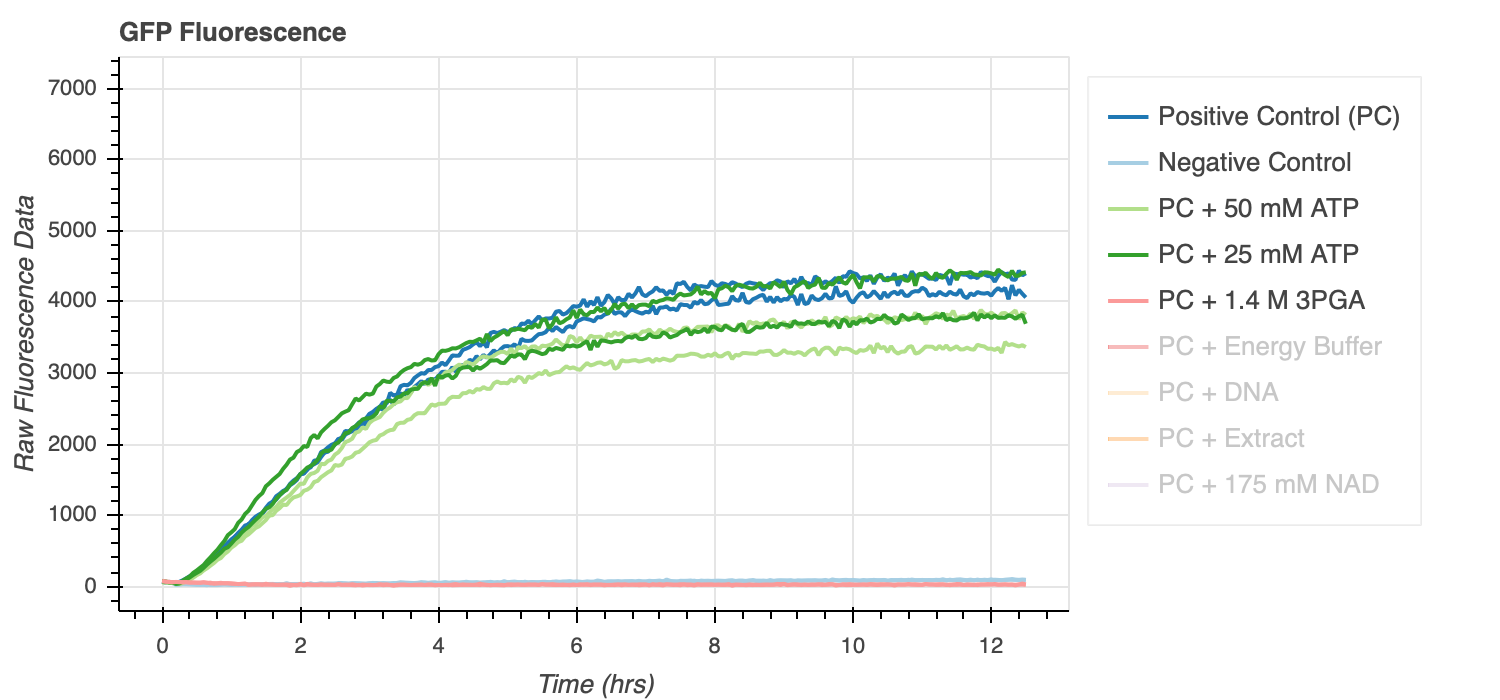 GFP Fluorescence
Raw Fluorescence Data
7000
6000
5000
4000
3000
2000
1000
0
0 2 4 6 8 10 12
Time (hrs)
Positive Control (PC)
Negative Control
PC + 50 mM ATP
PC + 25 mM ATP
PC + 1.4 M 3PGA
PC + Energy Buffer
PC + DNA
PC + Extract
PC + 175 mM NAD